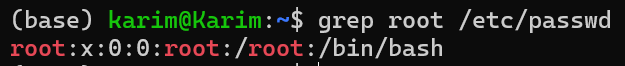 (base) karim@Karim:~$ grep root /etc/passwd
root:x:0:0:root:/root:/bin/bash